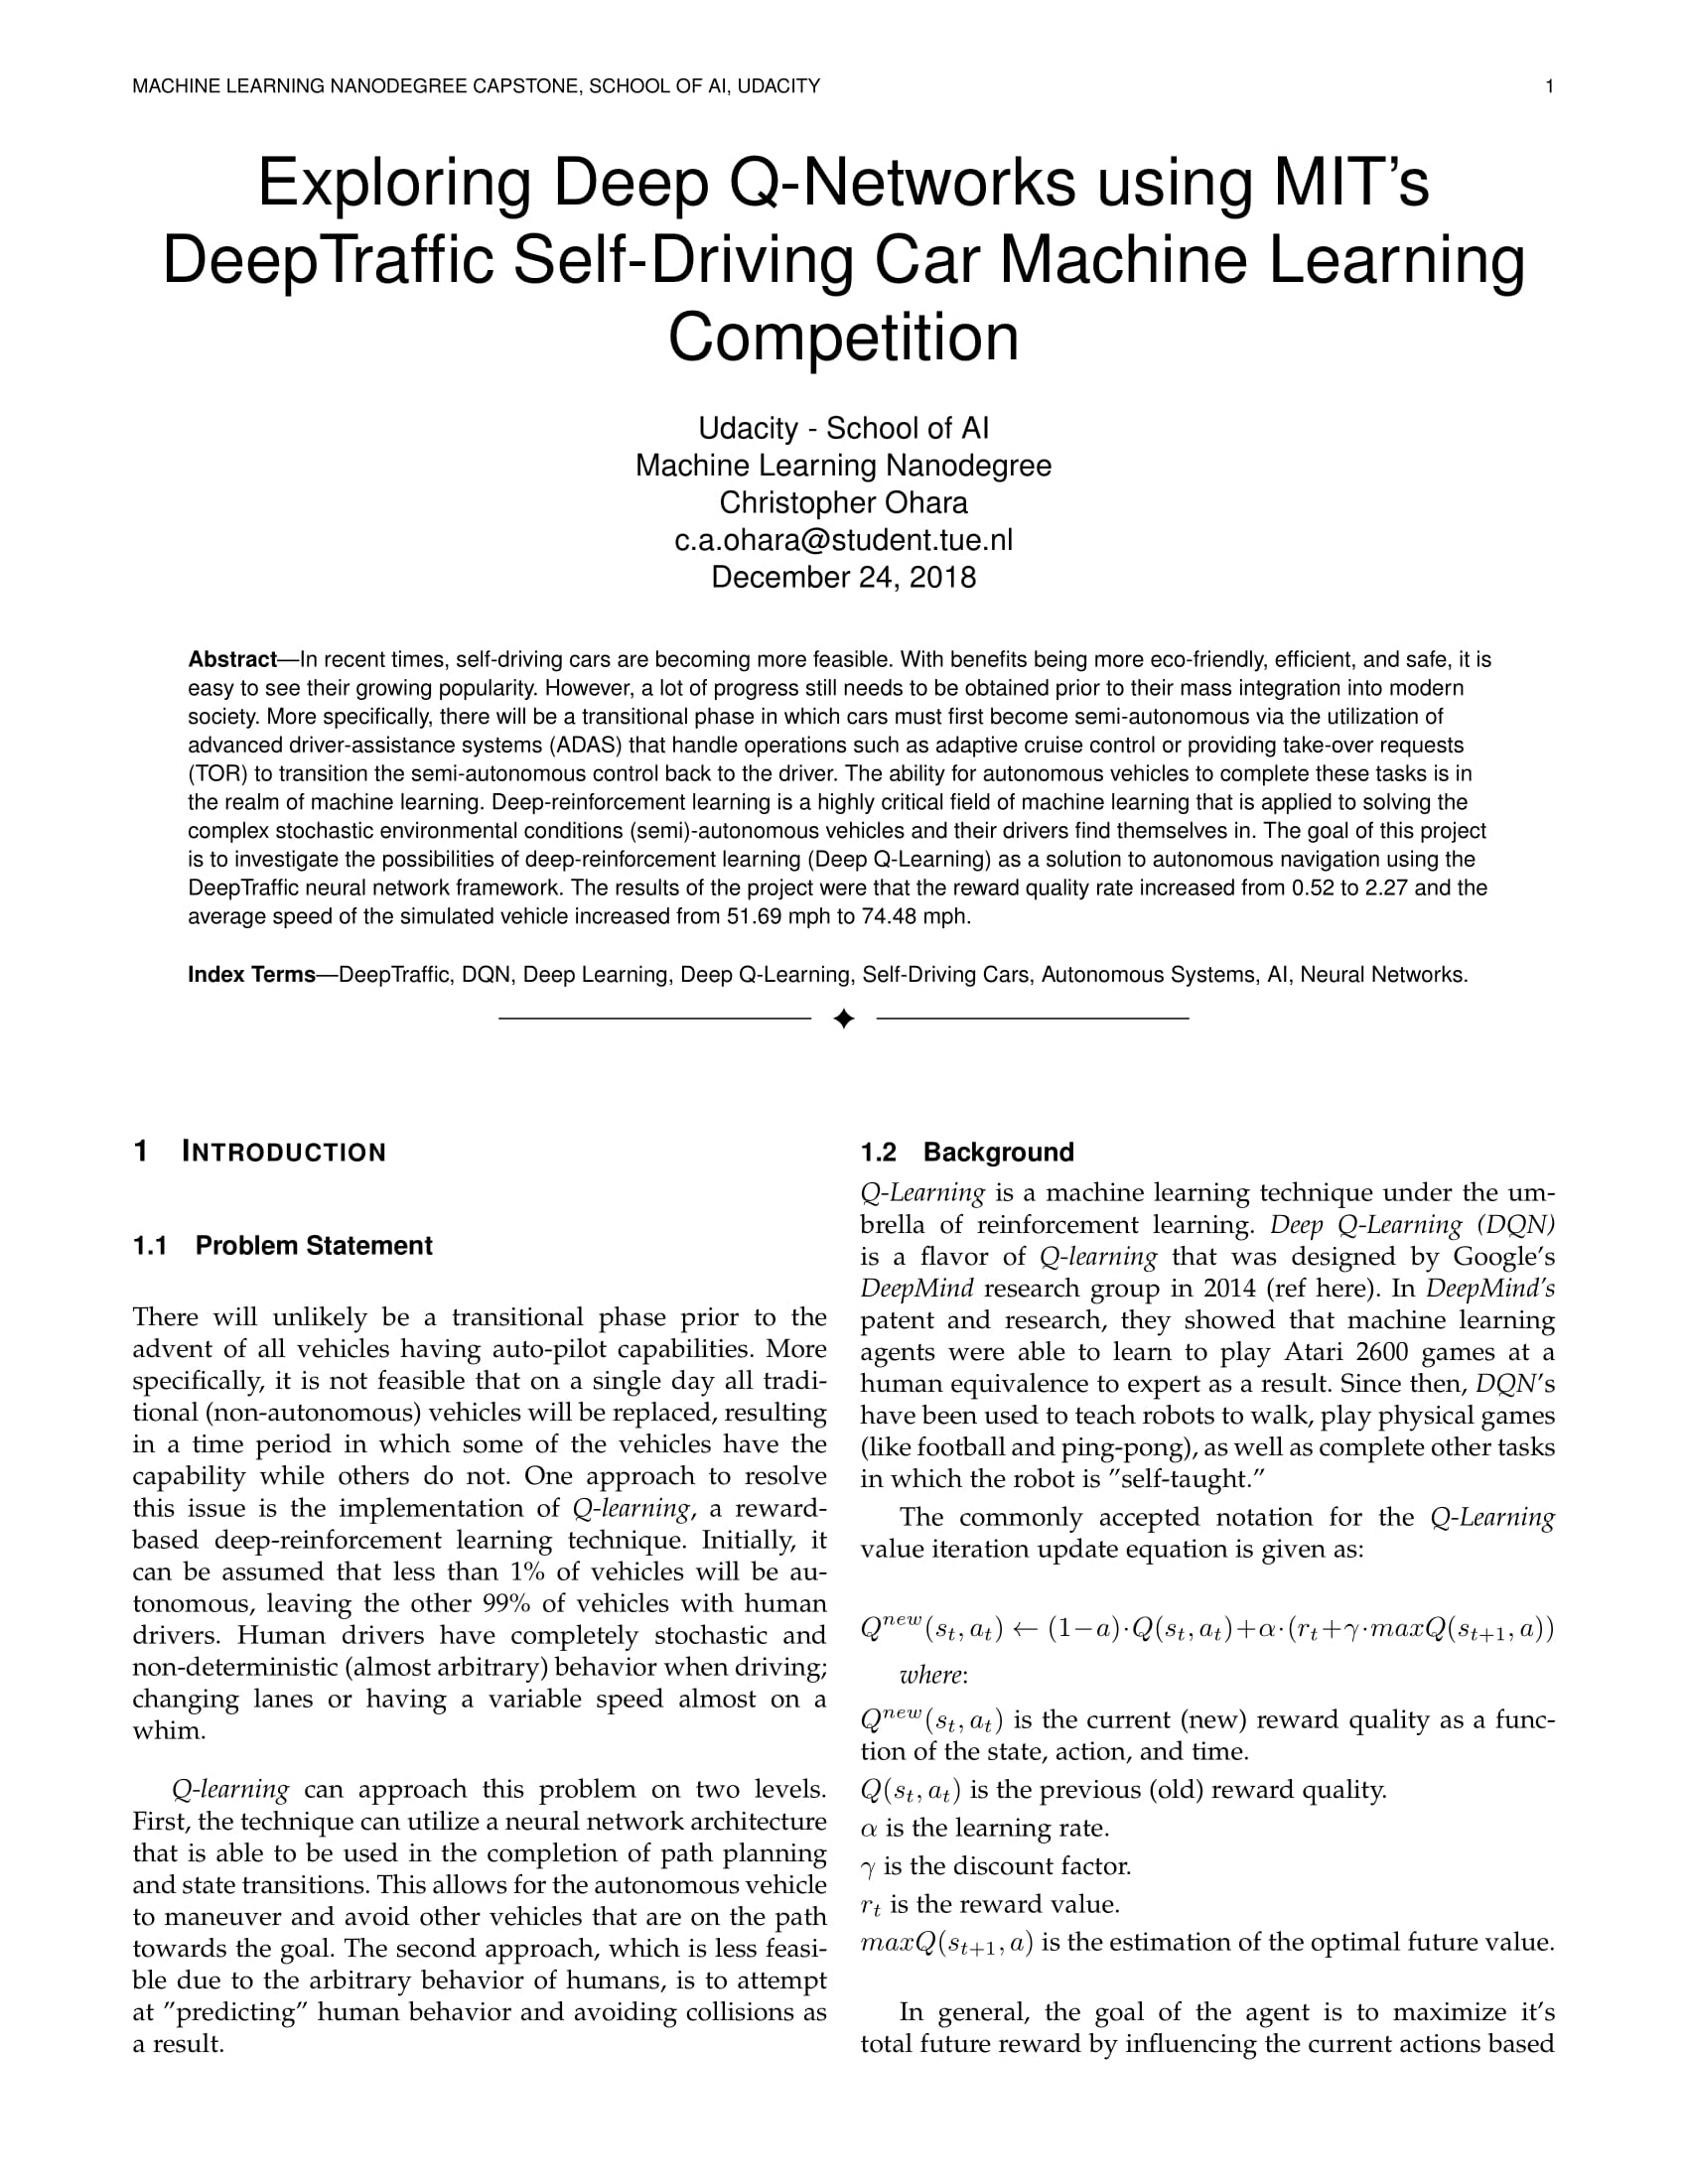 MACHINE LEARNING NANODEGREE CAPSTONE, SCHOOL OF AI, UDACITY 1
Exploring Deep Q-Networks using MIT's
DeepTraffic Self-Driving Car Machine Learning
Competition
Udacity - School of AI
Machine Learning Nanodegree
Christopher Ohara
c.a.ohara@student.tue.nl
December 24, 2018
Abstract—In recent times, self-driving cars are becoming more feasible. With benefits being more eco-friendly, efficient, and safe, it is
easy to see their growing popularity. However, a lot of progress still needs to be obtained prior to their mass integration into modern
society. More specifically, there will be a transitional phase in which cars must first become semi-autonomous via the utilization of
advanced driver-assistance systems (ADAS) that handle operations such as adaptive cruise control or providing take-over requests
(TOR) to transition the semi-autonomous control back to the driver. The ability for autonomous vehicles to complete these tasks is in
the realm of machine learning. Deep-reinforcement learning is a highly critical field of machine learning that is applied to solving the
complex stochastic environmental conditions (semi)-autonomous vehicles and their drivers find themselves in. The goal of this project
is to investigate the possibilities of deep-reinforcement learning (Deep Q-Learning) as a solution to autonomous navigation using the
DeepTraffic neural network framework. The results of the project were that the reward quality rate increased from 0.52 to 2.27 and the
average speed of the simulated vehicle increased from 51.69 mph to 74.48 mph.
Index Terms—DeepTraffic, DQN, Deep Learning, Deep Q-Learning, Self-Driving Cars, Autonomous Systems, AI, Neural Networks.
1 INTRODUCTION
1.1 Problem Statement
There will unlikely be a transitional phase prior to the
advent of all vehicles having auto-pilot capabilities. More
specifically, it is not feasible that on a single day all tradi-
tional (non-autonomous) vehicles will be replaced, resulting
in a time period in which some of the vehicles have the
capability while others do not. One approach to resolve
this issue is the implementation of Q-learning, a reward-
based deep-reinforcement learning technique. Initially, it
can be assumed that less than 1% of vehicles will be au-
tonomous, leaving the other 99% of vehicles with human
drivers. Human drivers have completely stochastic and
non-deterministic (almost arbitrary) behavior when driving;
changing lanes or having a variable speed almost on a
whim.
Q-learning can approach this problem on two levels.
First, the technique can utilize a neural network architecture
that is able to be used in the completion of path planning
and state transitions. This allows for the autonomous vehicle
to maneuver and avoid other vehicles that are on the path
towards the goal. The second approach, which is less feasi-
ble due to the arbitrary behavior of humans, is to attempt
at ”predicting” human behavior and avoiding collisions as
a result.
1.2 Background
Q-Learning is a machine learning technique under the um-
brella of reinforcement learning. Deep Q-Learning (DQN)
is a flavor of Q-learning that was designed by Google's
DeepMind research group in 2014 (ref here). In DeepMind's
patent and research, they showed that machine learning
agents were able to learn to play Atari 2600 games at a
human equivalence to expert as a result. Since then, DQN's
have been used to teach robots to walk, play physical games
(like football and ping-pong), as well as complete other tasks
in which the robot is ”self-taught.”
The commonly accepted notation for the Q-Learning
value iteration update equation is given as:
Q^{new}(s_t, a_t) ← (1−a)·Q(s_t, a_t)+α·(r_t+γ·maxQ(s_{t+1}, a))
where:
Q^{new}(s_t, a_t) is the current (new) reward quality as a func-
tion of the state, action, and time.
Q(s_t, a_t) is the previous (old) reward quality.
α is the learning rate.
γ is the discount factor.
r_t is the reward value.
maxQ(s_{t+1}, a) is the estimation of the optimal future value.
In general, the goal of the agent is to maximize it's
total future reward by influencing the current actions based